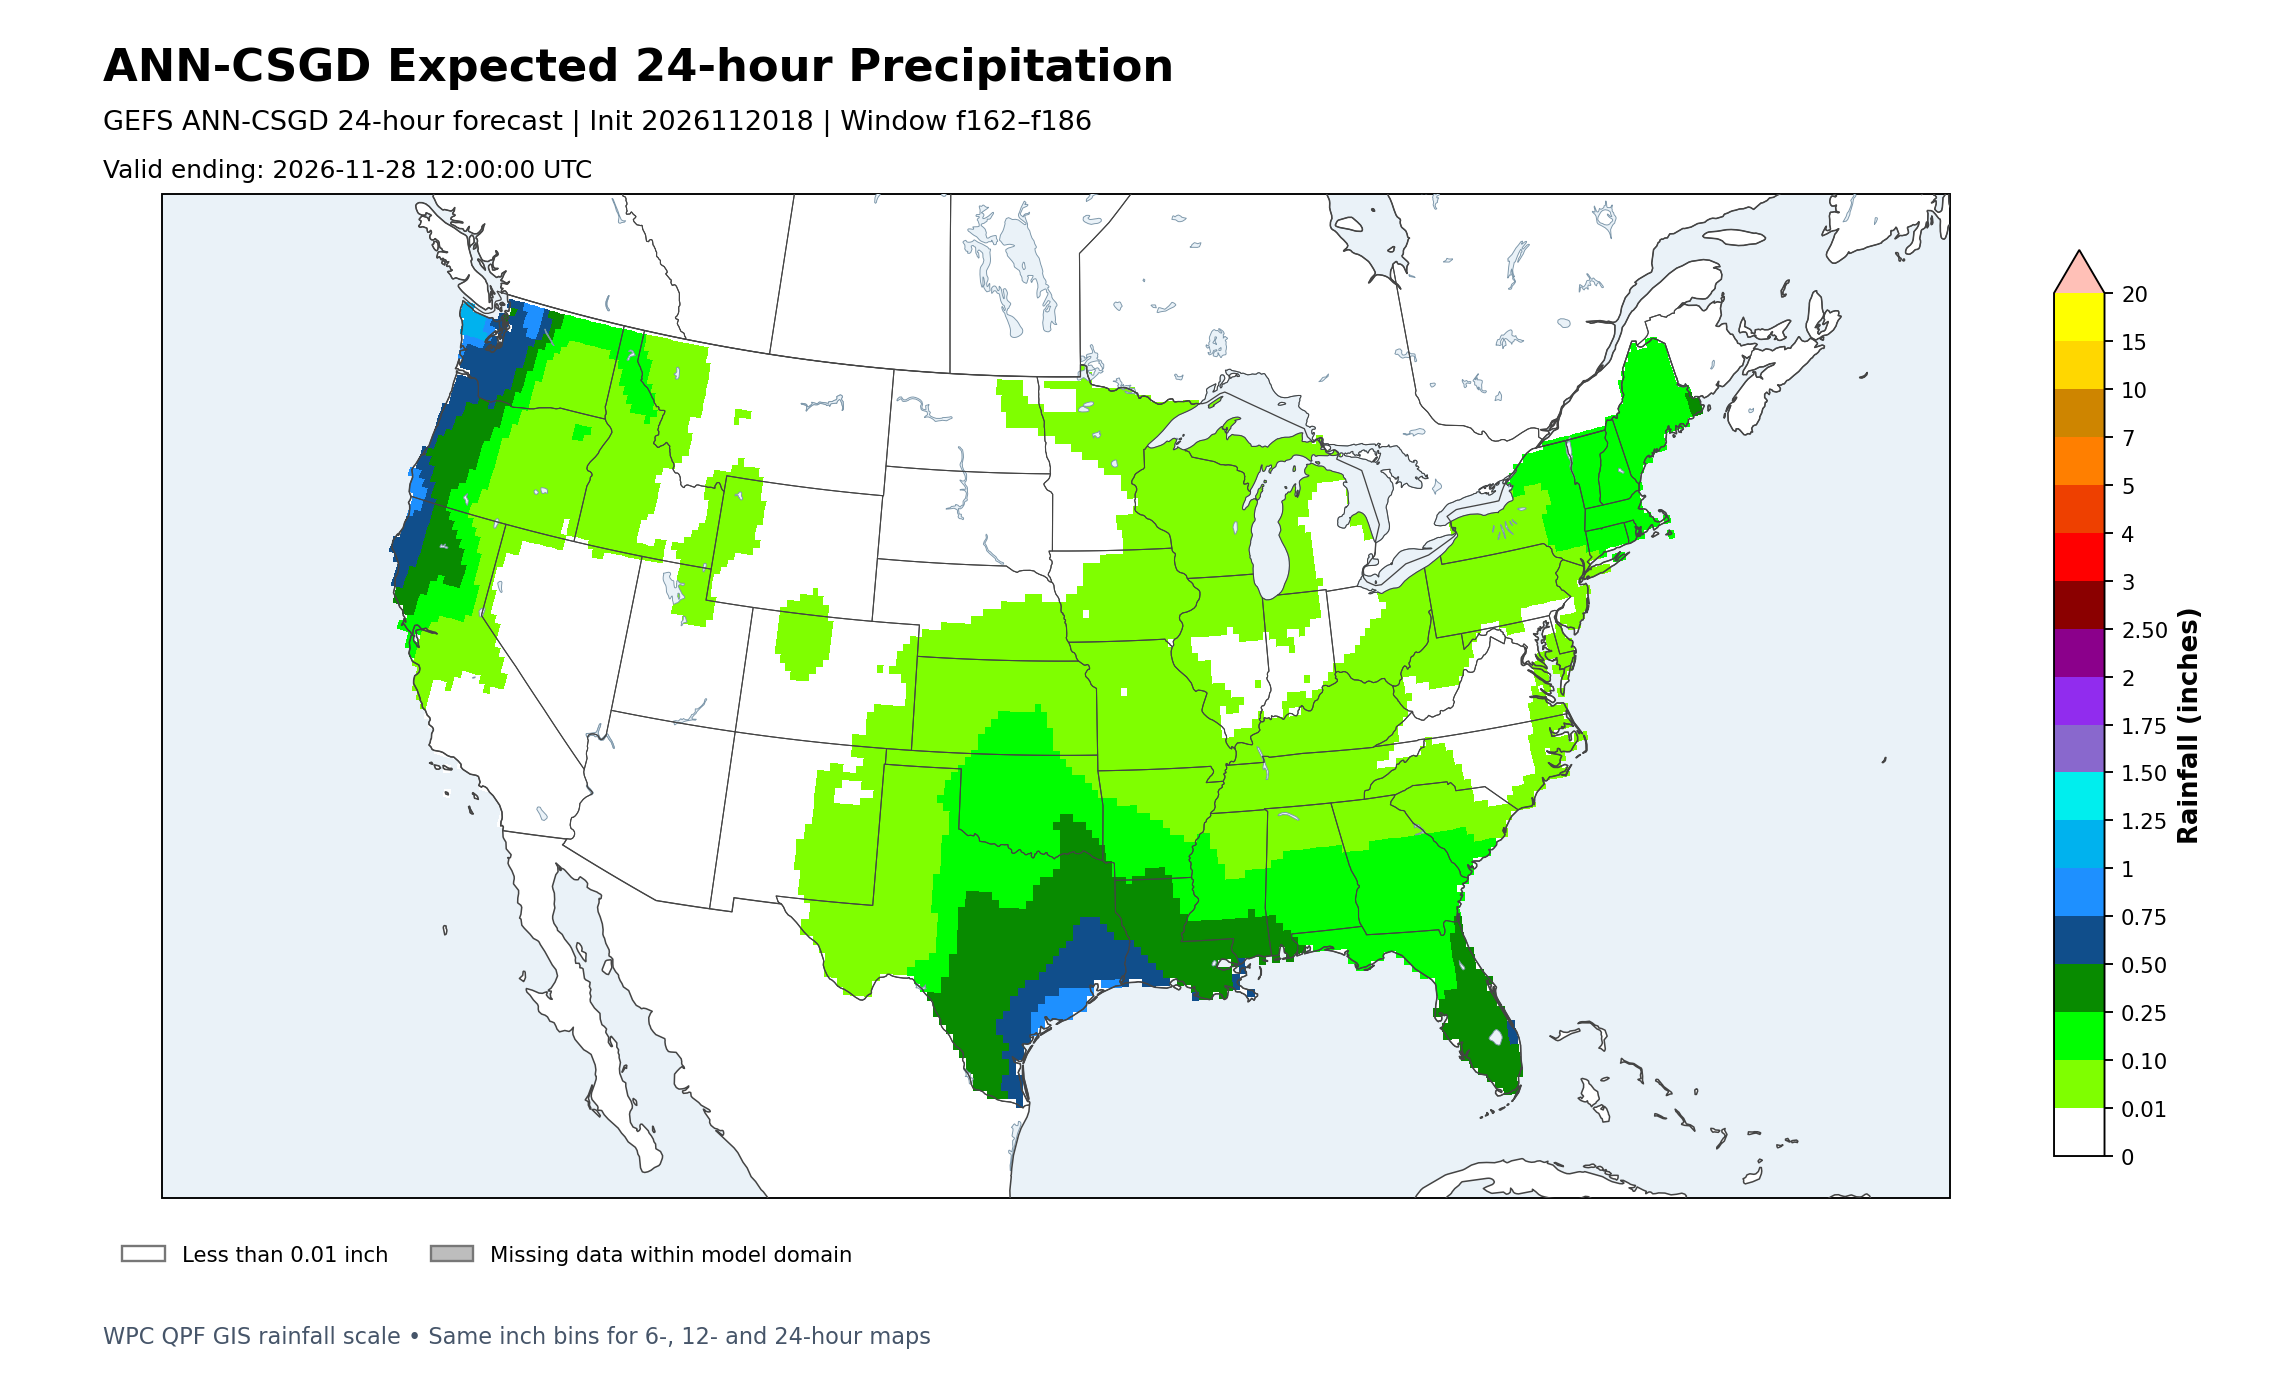 ANN-CSGD Expected 24-hour Precipitation
GEFS ANN-CSGD 24-hour forecast | Init 2026112018 | Window f162–f186
Valid ending: 2026-11-28 12:00:00 UTC
20
15
10
7
5
4
3
2.50
2
1.75
1.50
1.25
1
0.75
0.50
0.25
0.10
0.01
0
Rainfall (inches)
Less than 0.01 inch
Missing data within model domain
WPC QPF GIS rainfall scale • Same inch bins for 6-, 12- and 24-hour maps